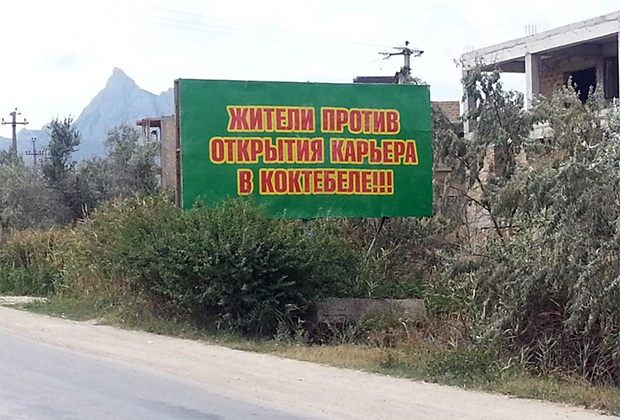 ЖИТЕЛИ ПРОТИВ
ОТКРЫТИЯ КАРЬЕРА
В КОКТЕБЕЛЕ!!!